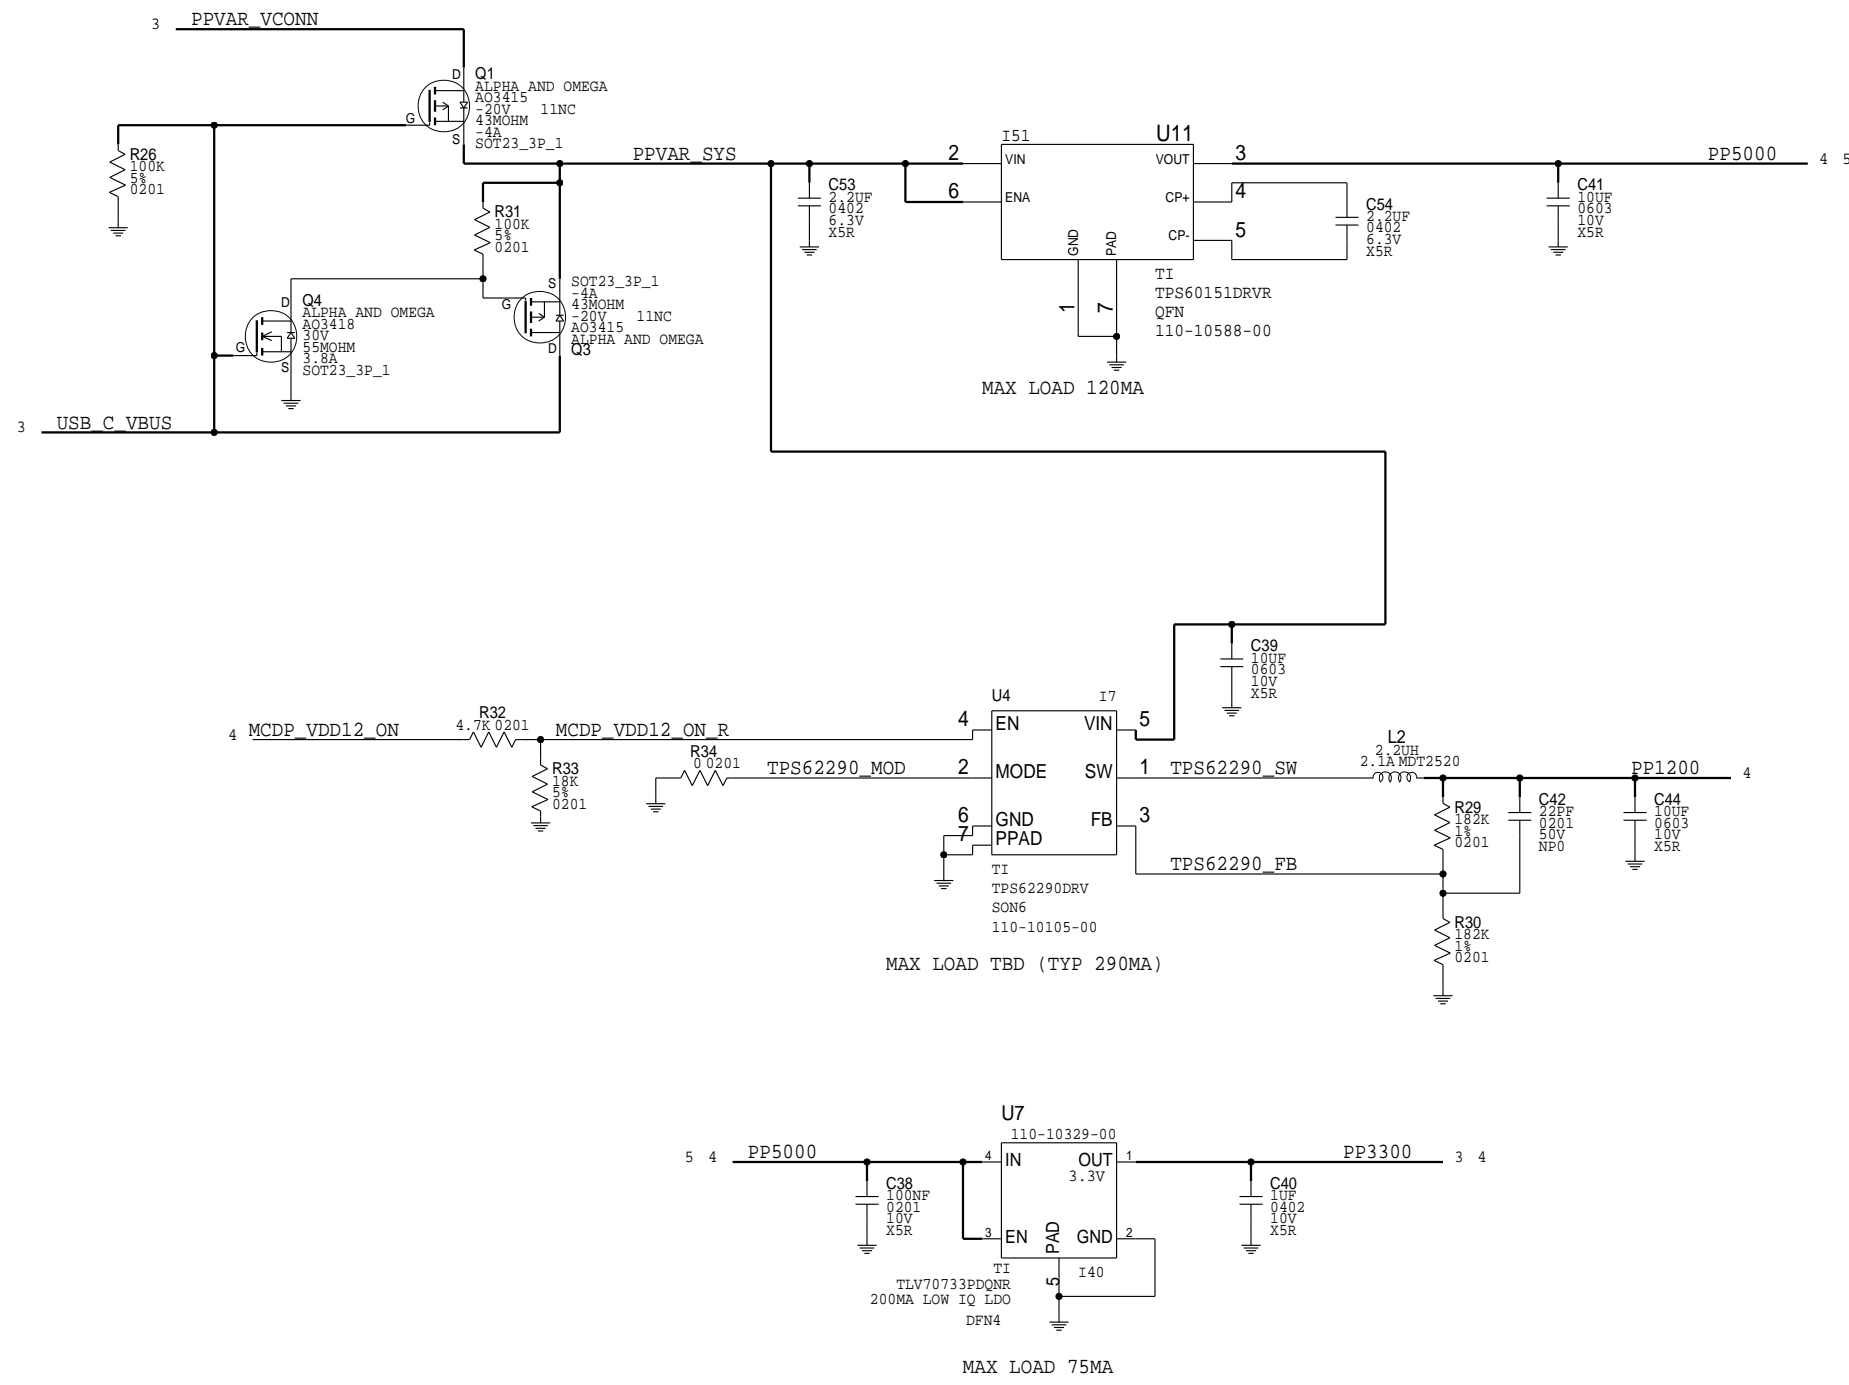 3 PPVAR_VCONN
D Q1
ALPHA AND OMEGA
AO3415
-20V 11NC
43MOHM
-4A
SOT23_3P_1
G
S
R26
100K
5%
0201
PPVAR_SYS
R31
100K
5%
0201
S SOT23_3P_1
-4A
43MOHM
-20V 11NC
AO3415
ALPHA AND OMEGA
G
D Q3
D Q4
ALPHA AND OMEGA
AO3418
30V
55MOHM
3.8A
SOT23_3P_1
G
S
3 USB_C_VBUS
C53
2.2UF
0402
6.3V
X5R
I51 U11
2 VIN VOUT 3
6 ENA CP+ 4
CP- 5
GND PAD
1 7
TI
TPS60151DRVR
QFN
110-10588-00
MAX LOAD 120MA
C54
2.2UF
0402
6.3V
X5R
C41
10UF
0603
10V
X5R
PP5000 4 5
C39
10UF
0603
10V
X5R
4 MCDP_VDD12_ON
R32
4.7K 0201
MCDP_VDD12_ON_R
R33
18K
5%
0201
R34
0 0201
TPS62290_MOD
U4 I7
4 EN VIN 5
2 MODE SW 1
6 GND FB 3
7 PPAD
TI
TPS62290DRV
SON6
110-10105-00
MAX LOAD TBD (TYP 290MA)
TPS62290_SW
TPS62290_FB
L2
2.2UH
2.1A MDT2520
PP1200 4
R29
182K
1%
0201
C42
22PF
0201
50V
NP0
C44
10UF
0603
10V
X5R
R30
182K
1%
0201
5 4 PP5000
C38
100NF
0201
10V
X5R
U7
110-10329-00
4 IN OUT 1
3.3V
3 EN PAD GND 2
5
TI I40
TLV70733PDQNR
200MA LOW IQ LDO
DFN4
MAX LOAD 75MA
C40
1UF
0402
10V
X5R
PP3300 3 4